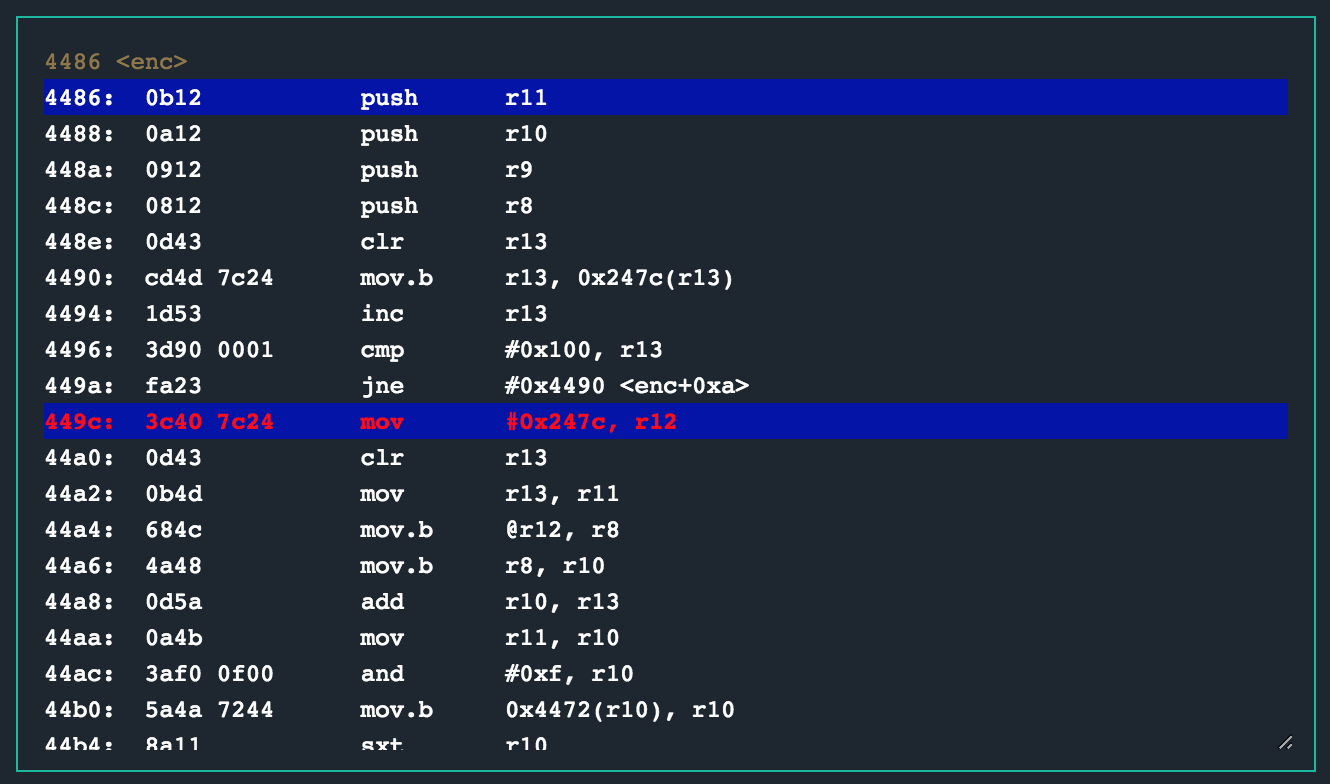 4486 <enc>
4486: 0b12 push r11
4488: 0a12 push r10
448a: 0912 push r9
448c: 0812 push r8
448e: 0d43 clr r13
4490: cd4d 7c24 mov.b r13, 0x247c(r13)
4494: 1d53 inc r13
4496: 3d90 0001 cmp #0x100, r13
449a: fa23 jne #0x4490 <enc+0xa>
449c: 3c40 7c24 mov #0x247c, r12
44a0: 0d43 clr r13
44a2: 0b4d mov r13, r11
44a4: 684c mov.b @r12, r8
44a6: 4a48 mov.b r8, r10
44a8: 0d5a add r10, r13
44aa: 0a4b mov r11, r10
44ac: 3af0 0f00 and #0xf, r10
44b0: 5a4a 7244 mov.b 0x4472(r10), r10
44b4: 8a11 sxt r10